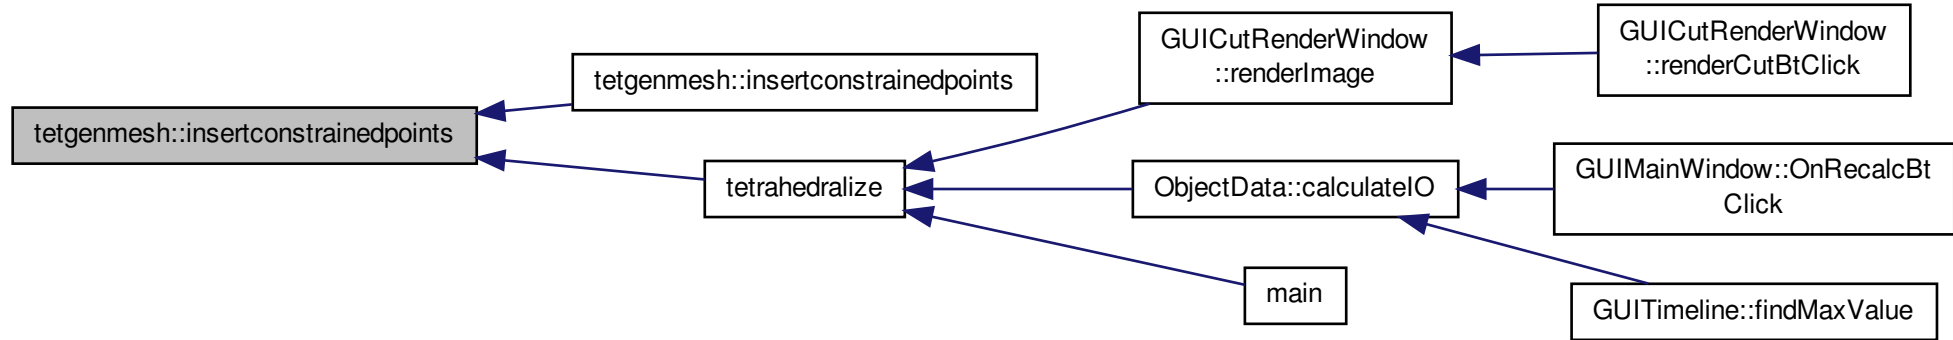 tetgenmesh::insertconstrainedpoints
tetgenmesh::insertconstrainedpoints
tetrahedralize
GUICutRenderWindow
::renderImage
GUICutRenderWindow
::renderCutBtClick
ObjectData::calculateIO
GUIMainWindow::OnRecalcBt
Click
GUITimeline::findMaxValue
main